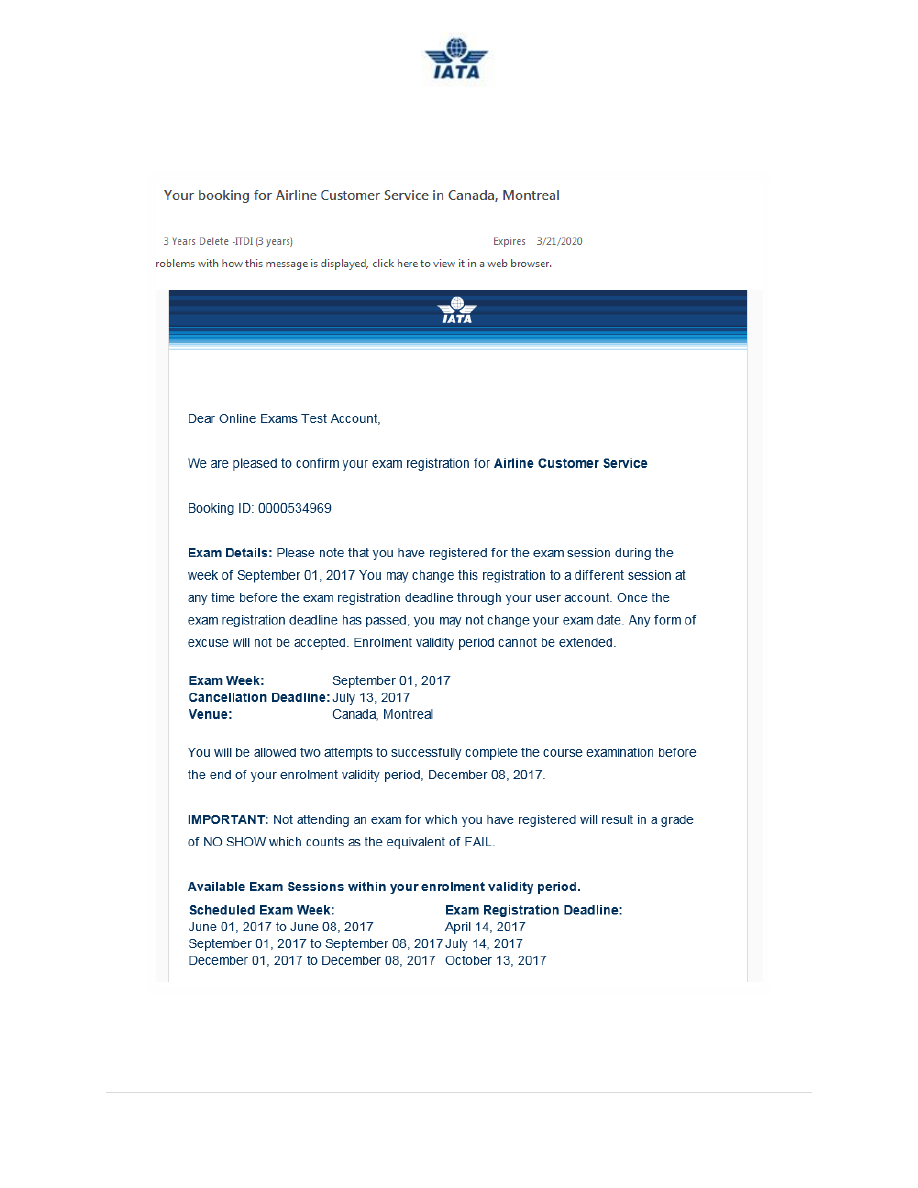 IATA
Your booking for Airline Customer Service in Canada, Montreal
3 Years Delete -ITDI (3 years) Expires 3/21/2020
roblems with how this message is displayed, click here to view it in a web browser.
IATA
Dear Online Exams Test Account,
We are pleased to confirm your exam registration for Airline Customer Service
Booking ID: 0000534969
Exam Details: Please note that you have registered for the exam session during the
week of September 01, 2017 You may change this registration to a different session at
any time before the exam registration deadline through your user account. Once the
exam registration deadline has passed, you may not change your exam date. Any form of
excuse will not be accepted. Enrolment validity period cannot be extended.
Exam Week: September 01, 2017
Cancellation Deadline: July 13, 2017
Venue: Canada, Montreal
You will be allowed two attempts to successfully complete the course examination before
the end of your enrolment validity period, December 08, 2017.
IMPORTANT: Not attending an exam for which you have registered will result in a grade
of NO SHOW which counts as the equivalent of FAIL.
Available Exam Sessions within your enrolment validity period.
Scheduled Exam Week: Exam Registration Deadline:
June 01, 2017 to June 08, 2017 April 14, 2017
September 01, 2017 to September 08, 2017 July 14, 2017
December 01, 2017 to December 08, 2017 October 13, 2017